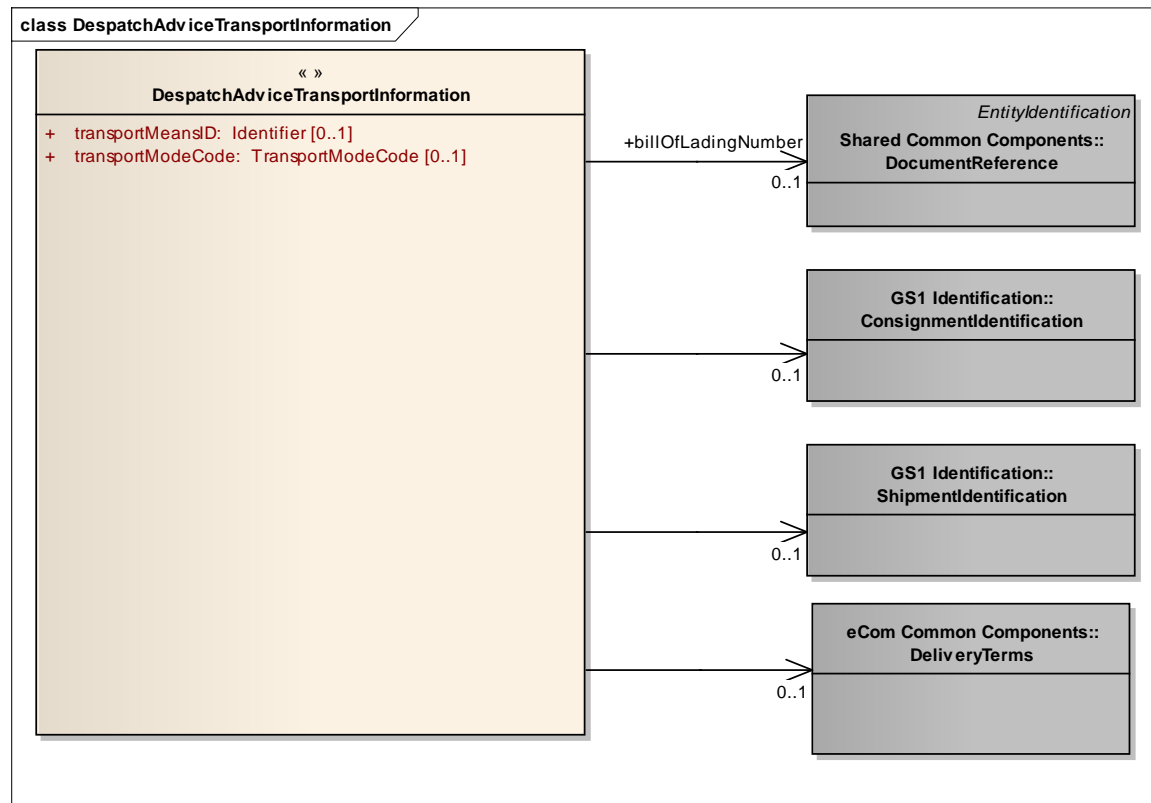 class DespatchAdviceTransportInformation
« »
DespatchAdviceTransportInformation
+ transportMeansID: Identifier [0..1]
+ transportModeCode: TransportModeCode [0..1]
+billOfLadingNumber
0..1
EntityIdentification
Shared Common Components::
DocumentReference
0..1
GS1 Identification::
ConsignmentIdentification
0..1
GS1 Identification::
ShipmentIdentification
0..1
eCom Common Components::
DeliveryTerms